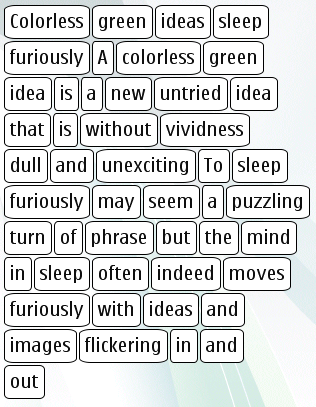 Colorless green ideas sleep
furiously A colorless green
idea is a new untried idea
that is without vividness
dull and unexciting To sleep
furiously may seem a puzzling
turn of phrase but the mind
in sleep often indeed moves
furiously with ideas and
images flickering in and
out